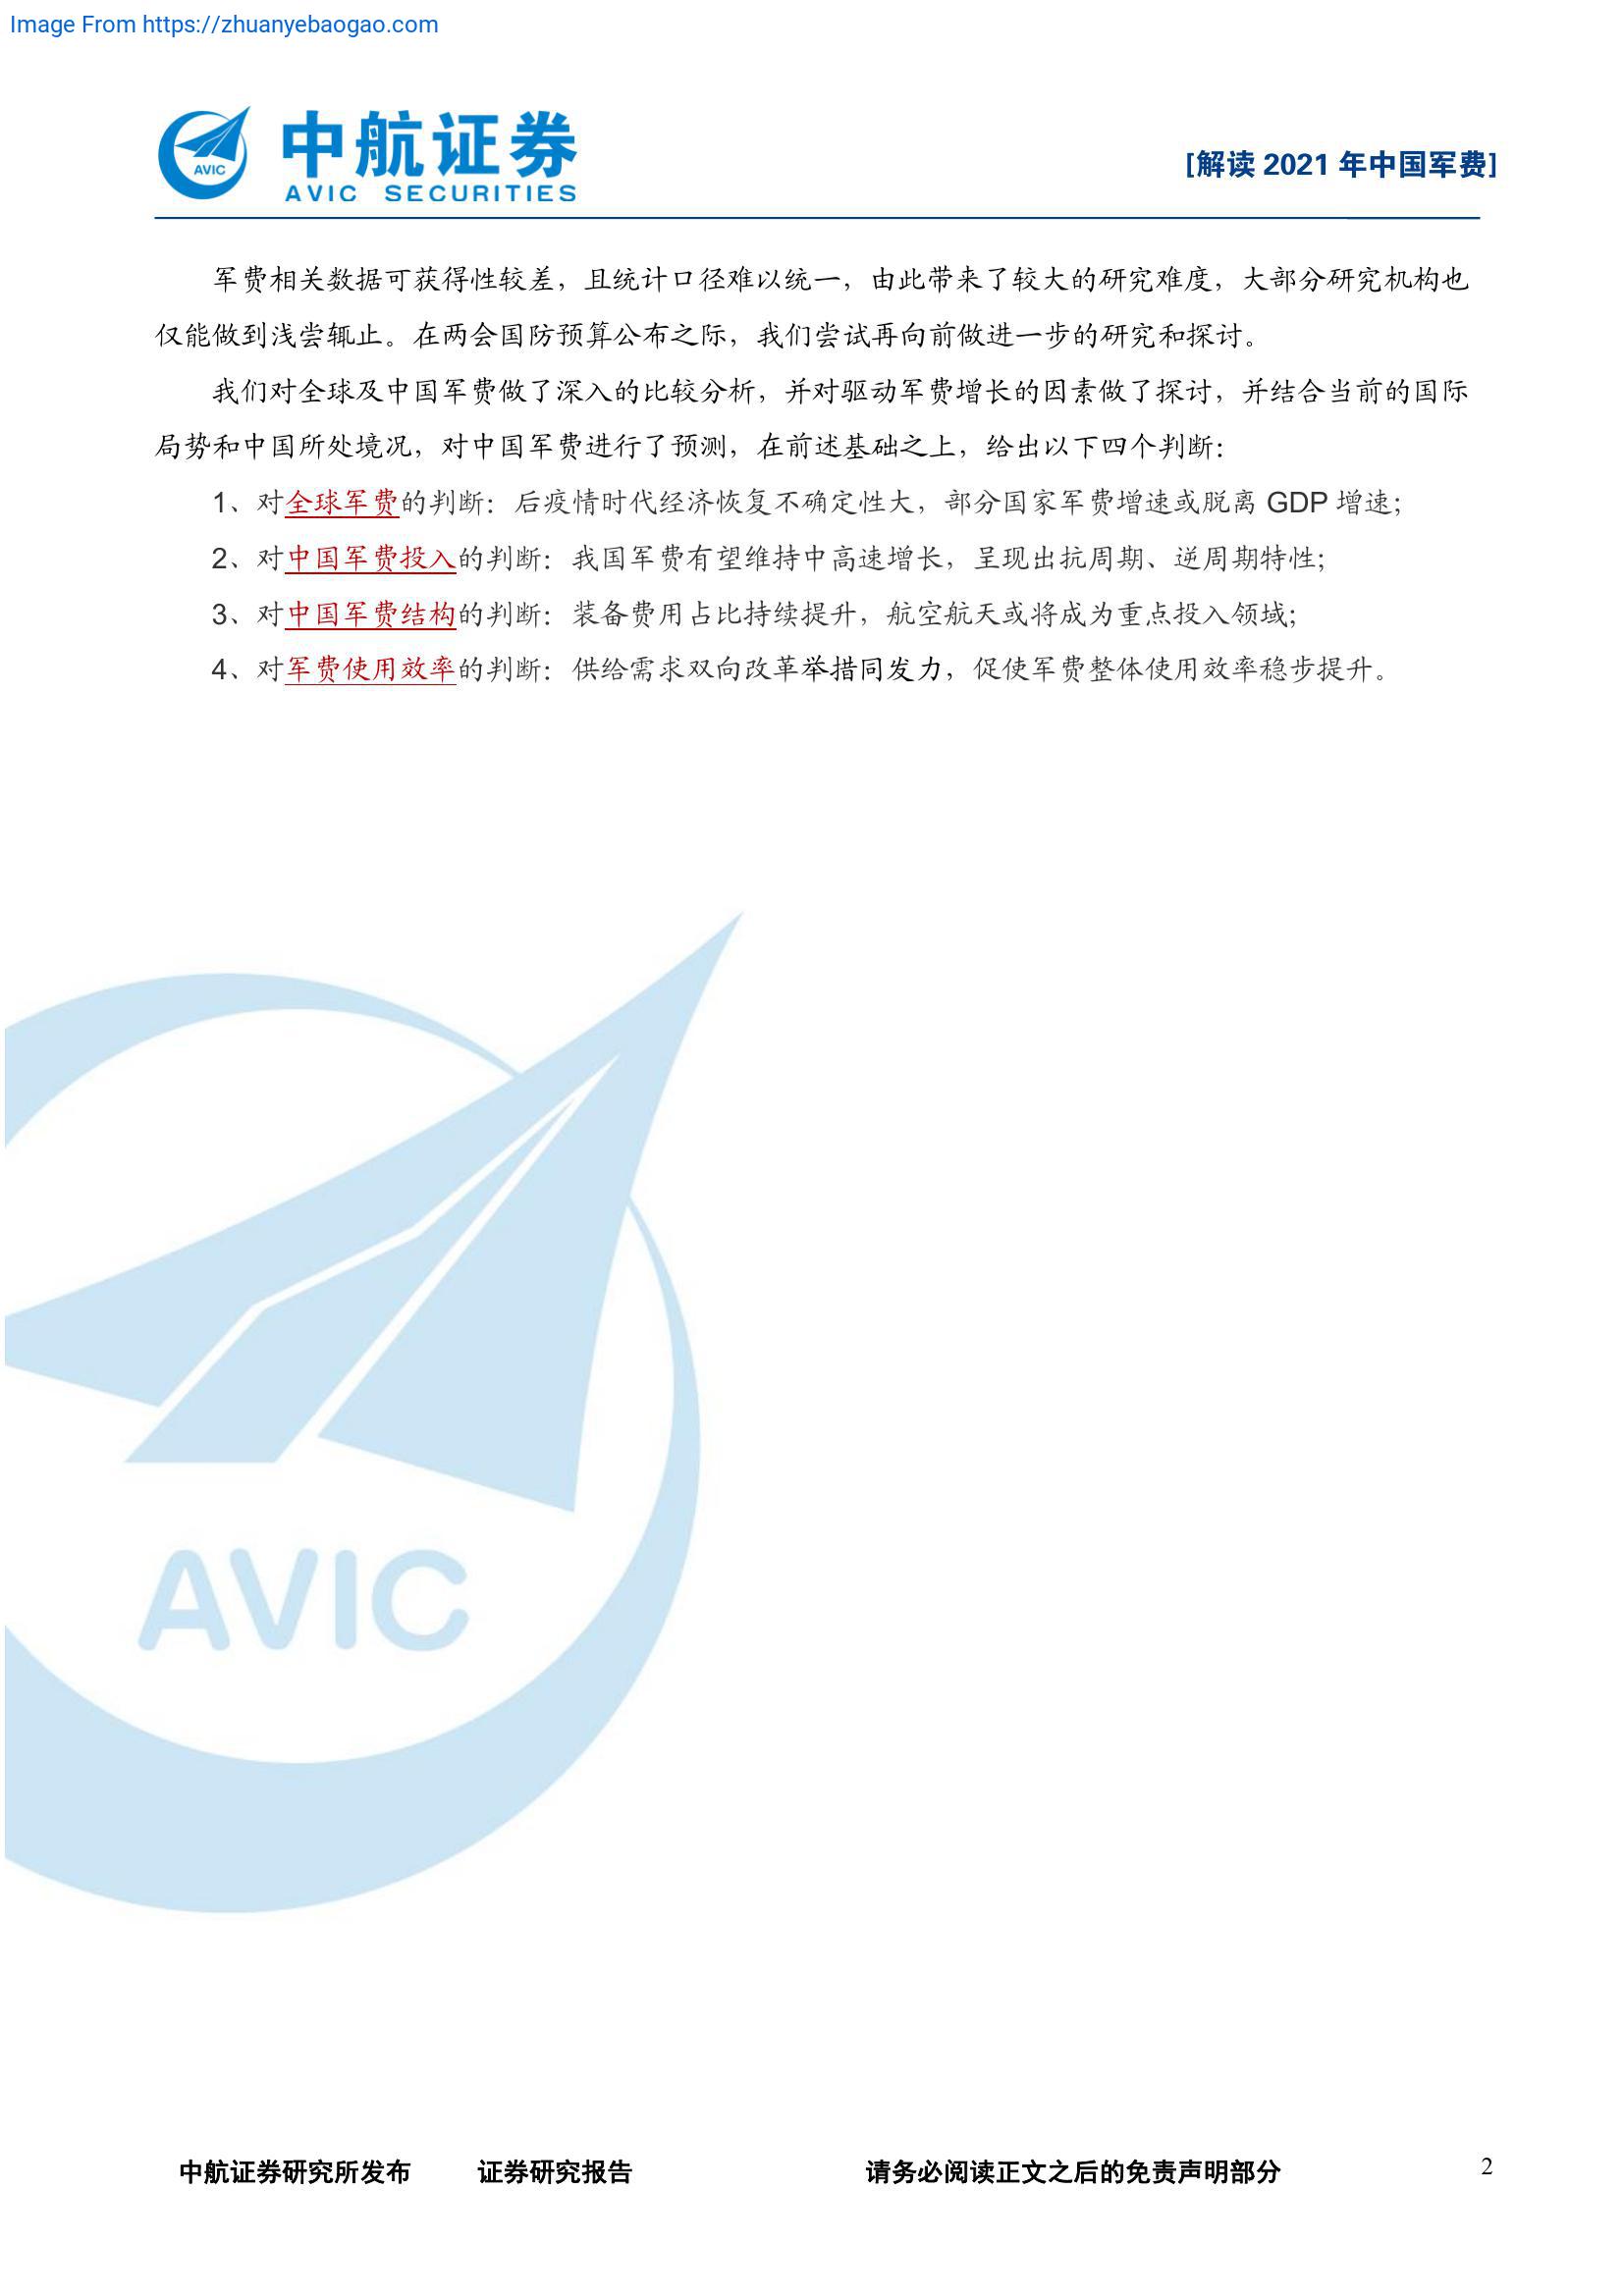 Image From https://zhuanyebaogao.com
AVIC
中航证券
AVIC SECURITIES
[解读 2021 年中国军费]
军费相关数据可获得性较差，且统计口径难以统一，由此带来了较大的研究难度，大部分研究机构也
仅能做到浅尝辄止。在两会国防预算公布之际，我们尝试再向前做进一步的研究和探讨。
我们对全球及中国军费做了深入的比较分析，并对驱动军费增长的因素做了探讨，并结合当前的国际
局势和中国所处境况，对中国军费进行了预测，在前述基础之上，给出以下四个判断：
1、对全球军费的判断：后疫情时代经济恢复不确定性大，部分国家军费增速或脱离 GDP 增速；
2、对中国军费投入的判断：我国军费有望维持中高速增长，呈现出抗周期、逆周期特性；
3、对中国军费结构的判断：装备费用占比持续提升，航空航天或将成为重点投入领域；
4、对军费使用效率的判断：供给需求双向改革举措同发力，促使军费整体使用效率稳步提升。
AVIC
中航证券研究所发布 证券研究报告 请务必阅读正文之后的免责声明部分 2